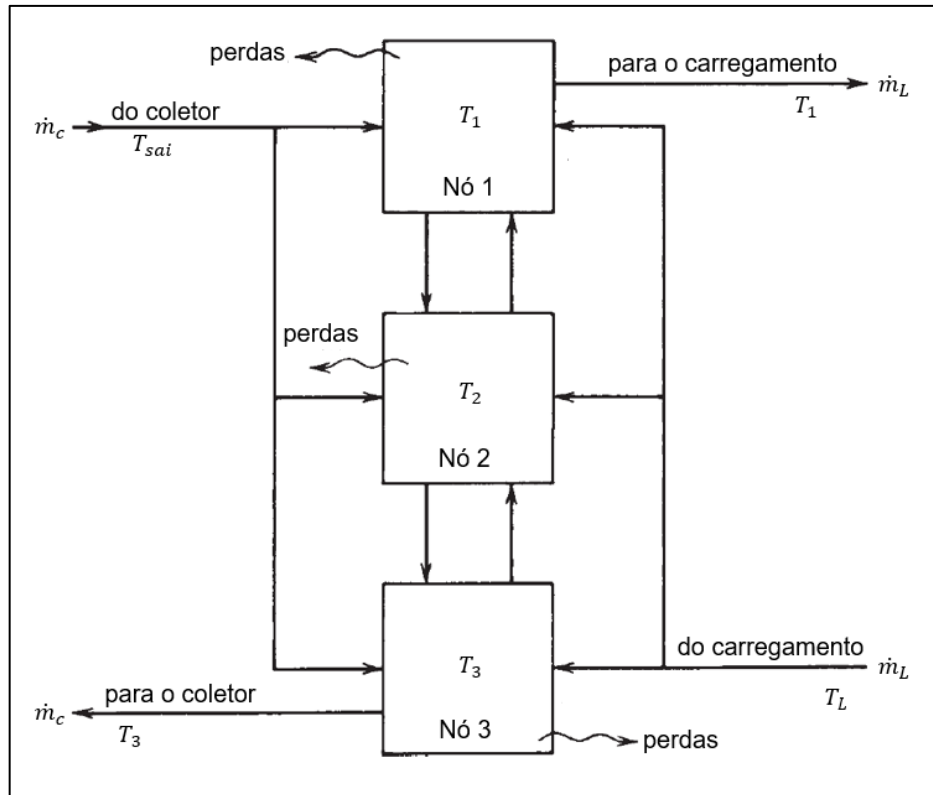 perdas
para o carregamento
ṁ_L
T_1
do coletor
ṁ_c
T_sai
T_1
Nó 1
perdas
T_2
Nó 2
do carregamento
ṁ_L
T_L
T_3
para o coletor
ṁ_c
T_3
Nó 3
perdas